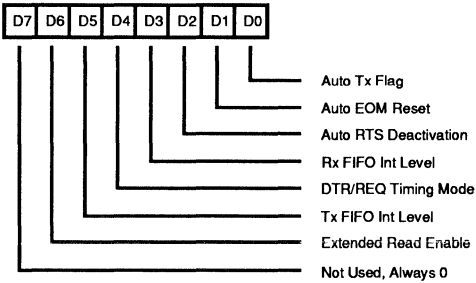 D7 D6 D5 D4 D3 D2 D1 D0
Auto Tx Flag
Auto EOM Reset
Auto RTS Deactivation
Rx FIFO Int Level
DTR/REQ Timing Mode
Tx FIFO Int Level
Extended Read Enable
Not Used, Always 0